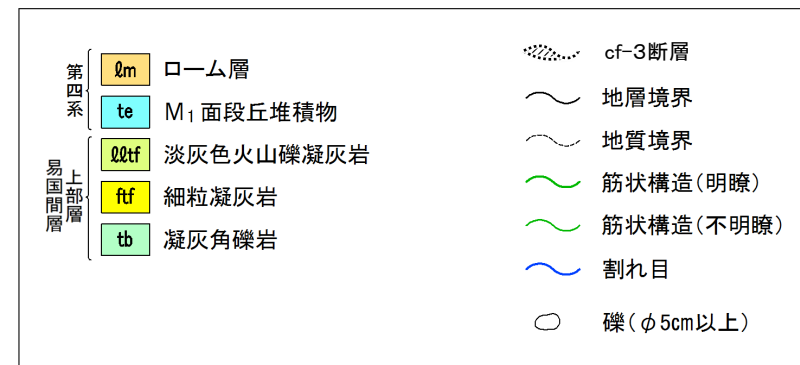 第四系
ℓm ローム層
te M₁面段丘堆積物
易国間層
上部層
ℓℓtf 淡灰色火山礫凝灰岩
ftf 細粒凝灰岩
tb 凝灰角礫岩
cf-3断層
地層境界
地質境界
筋状構造(明瞭)
筋状構造(不明瞭)
割れ目
礫(φ5cm以上)